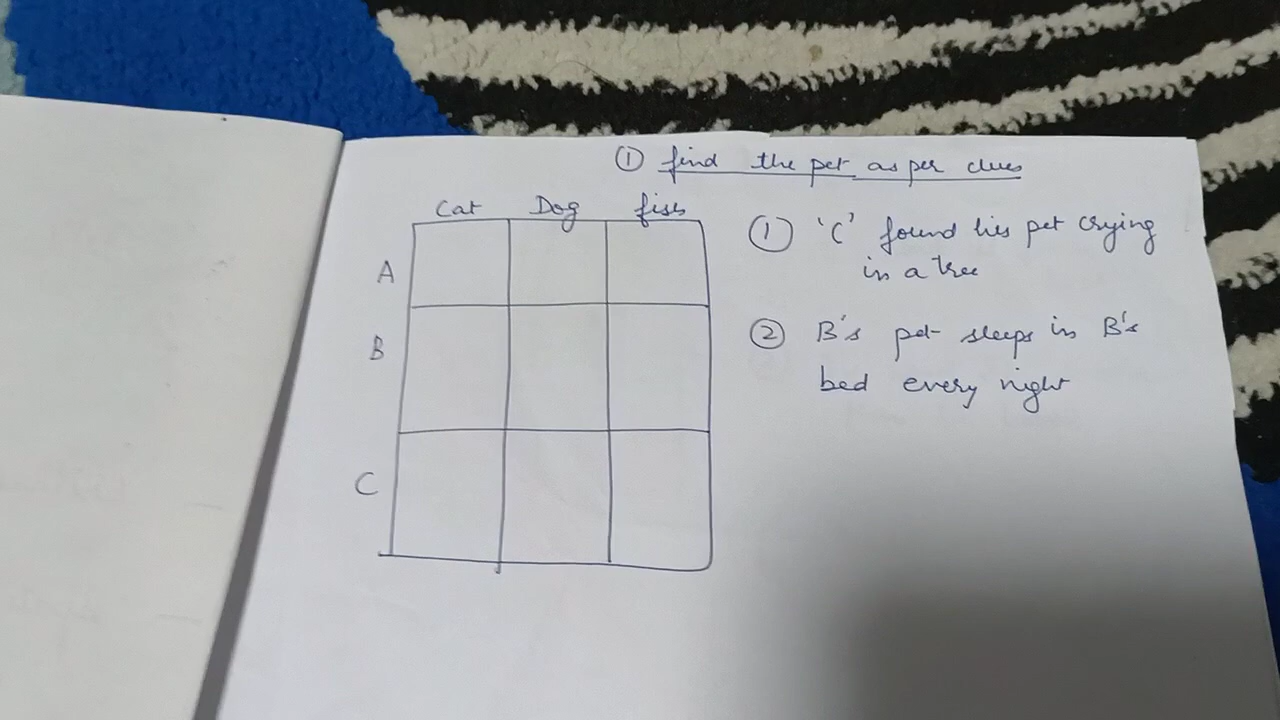 ① find the pet as per clues
Cat Dog fish
A
B
C
① 'C' found his pet crying
in a tree
② B's pet sleeps in B's
bed every night